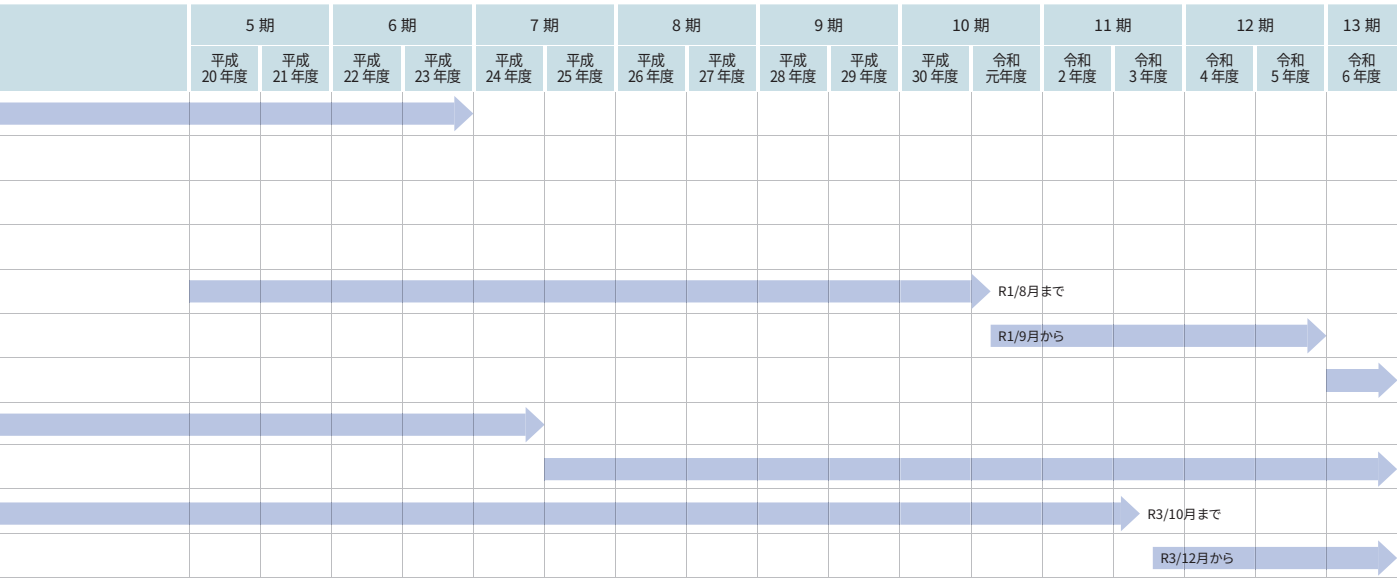 5 期 6 期 7 期 8 期 9 期 10 期 11 期 12 期 13 期
平成 平成 平成 平成 平成 平成 平成 平成 平成 平成 平成 令和 令和 令和 令和 令和 令和
20 年度 21 年度 22 年度 23 年度 24 年度 25 年度 26 年度 27 年度 28 年度 29 年度 30 年度 元年度 2 年度 3 年度 4 年度 5 年度 6 年度
R1/8月まで
R1/9月から
R3/10月まで
R3/12月から